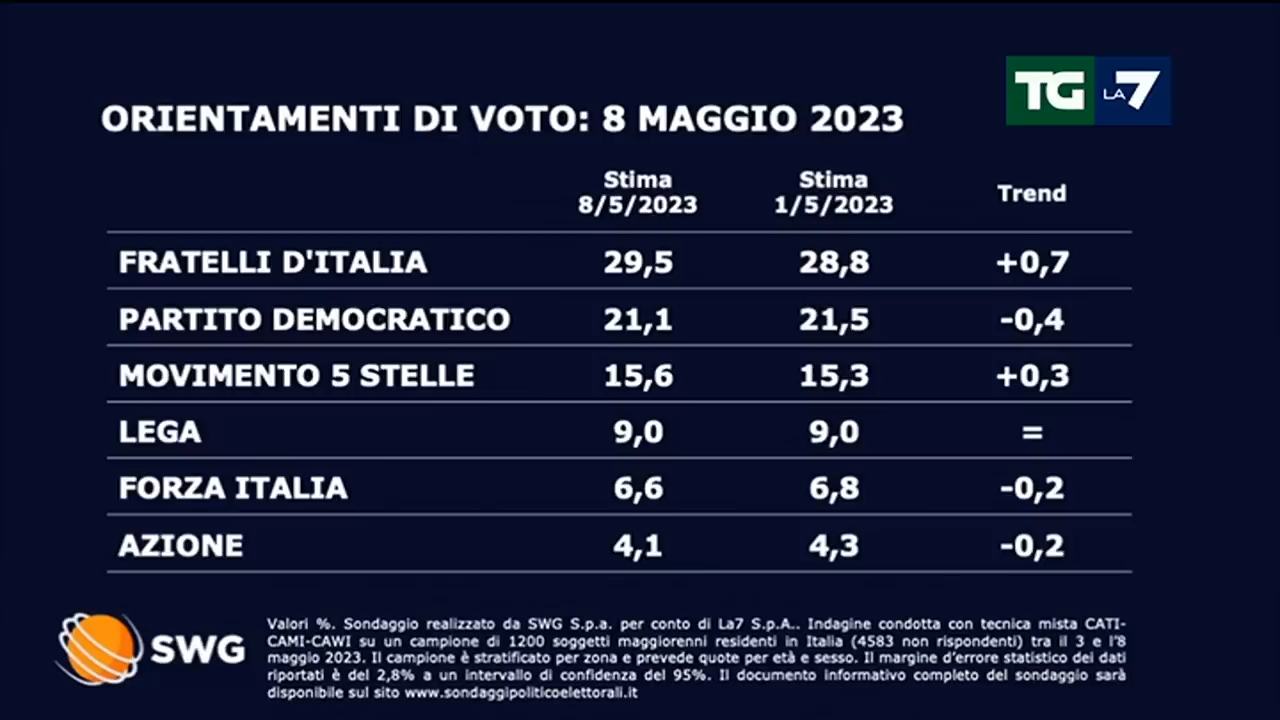 TG LA 7
ORIENTAMENTI DI VOTO: 8 MAGGIO 2023
Stima 8/5/2023 Stima 1/5/2023 Trend
FRATELLI D'ITALIA 29,5 28,8 +0,7
PARTITO DEMOCRATICO 21,1 21,5 -0,4
MOVIMENTO 5 STELLE 15,6 15,3 +0,3
LEGA 9,0 9,0 =
FORZA ITALIA 6,6 6,8 -0,2
AZIONE 4,1 4,3 -0,2
SWG
Valori %. Sondaggio realizzato da SWG S.p.a. per conto di La7 S.p.A.. Indagine condotta con tecnica mista CATI-
CAMI-CAWI su un campione di 1200 soggetti maggiorenni residenti in Italia (4583 non rispondenti) tra il 3 e l'8
maggio 2023. Il campione è stratificato per zona e prevede quote per età e sesso. Il margine d'errore statistico dei dati
riportati è del 2,8% a un intervallo di confidenza del 95%. Il documento informativo completo del sondaggio sarà
disponibile sul sito www.sondaggipoliticoelettorali.it